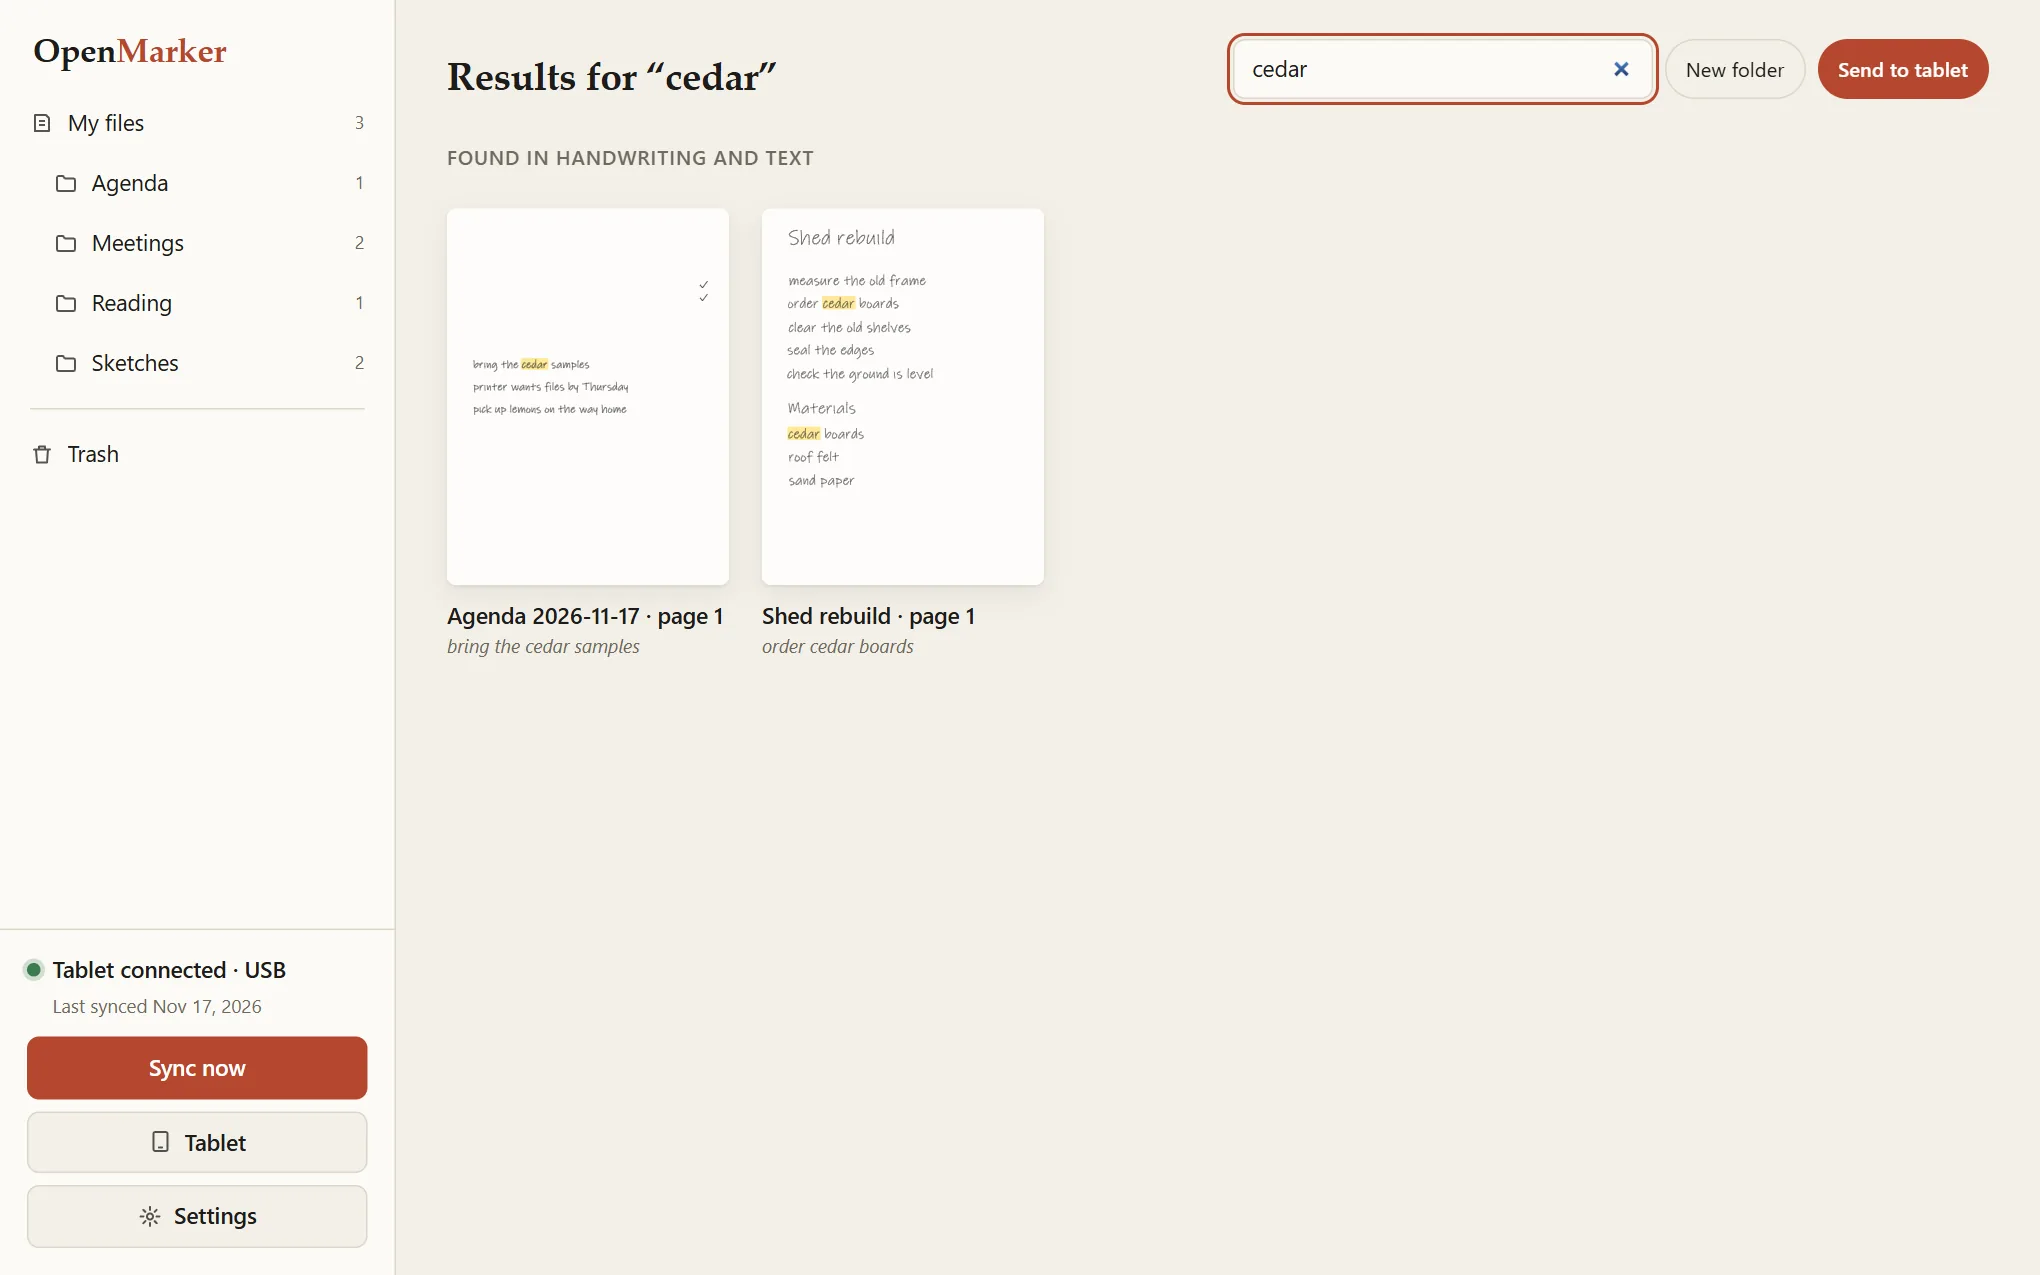 OpenMarker
My files 3
Agenda 1
Meetings 2
Reading 1
Sketches 2
Trash
Tablet connected · USB
Last synced Nov 17, 2026
Sync now
Tablet
Settings
Results for “cedar”
cedar
New folder
Send to tablet
FOUND IN HANDWRITING AND TEXT
bring the cedar samples
printer wants files by Thursday
pick up lemons on the way home
Agenda 2026-11-17 · page 1
bring the cedar samples
Shed rebuild
measure the old frame
order cedar boards
clear the old shelves
seal the edges
check the ground is level
Materials
cedar boards
roof felt
sand paper
Shed rebuild · page 1
order cedar boards